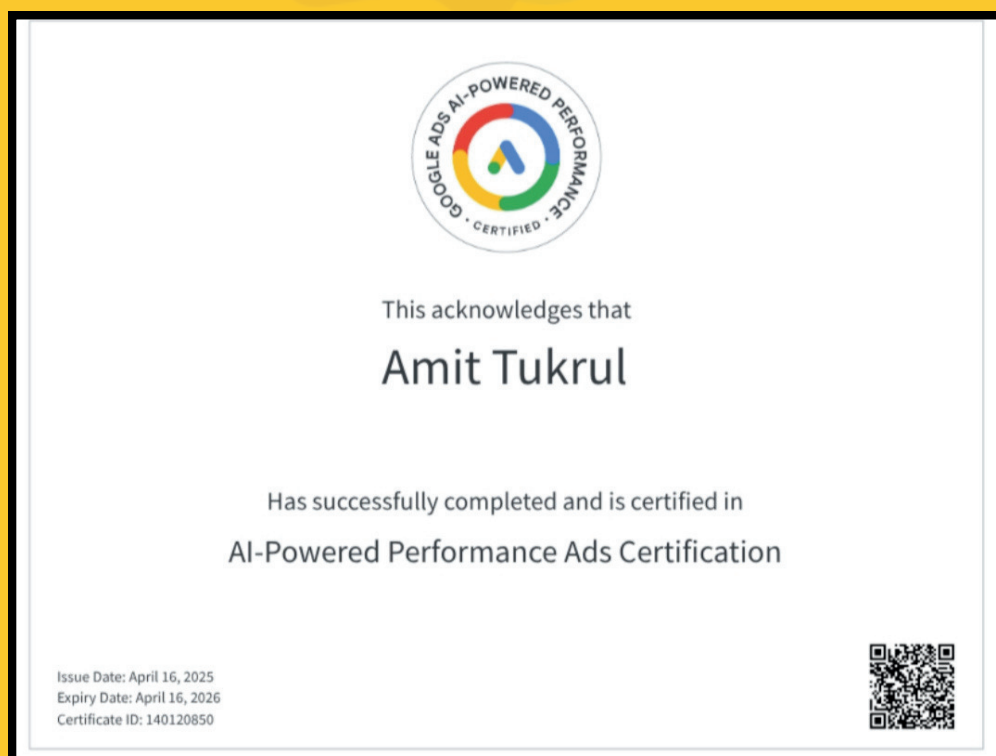 GOOGLE ADS AI-POWERED PERFORMANCE
· CERTIFIED ·
This acknowledges that
Amit Tukrul
Has successfully completed and is certified in
AI-Powered Performance Ads Certification
Issue Date: April 16, 2025
Expiry Date: April 16, 2026
Certificate ID: 140120850